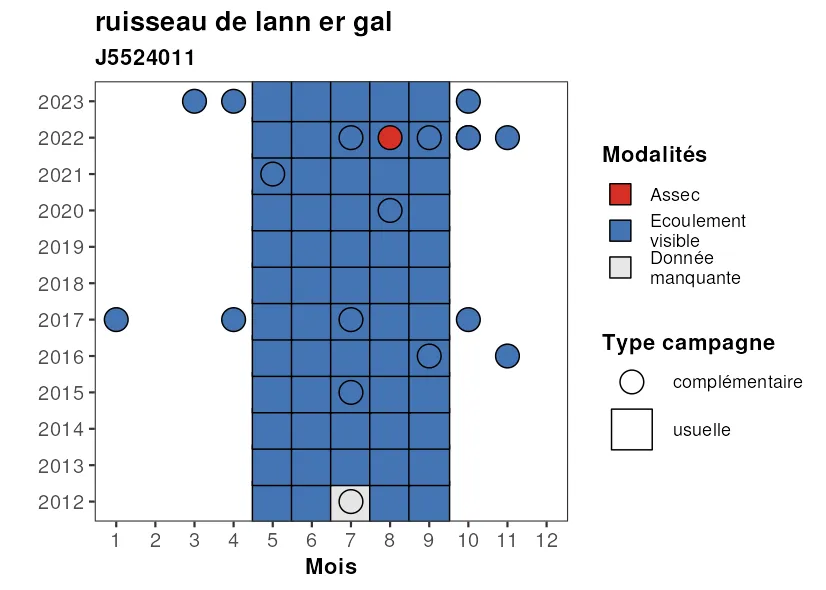 ruisseau de lann er gal
J5524011
2023
2022
2021
2020
2019
2018
2017
2016
2015
2014
2013
2012
1 2 3 4 5 6 7 8 9 10 11 12
Mois
Modalités
Assec
Ecoulement
visible
Donnée
manquante
Type campagne
complémentaire
usuelle